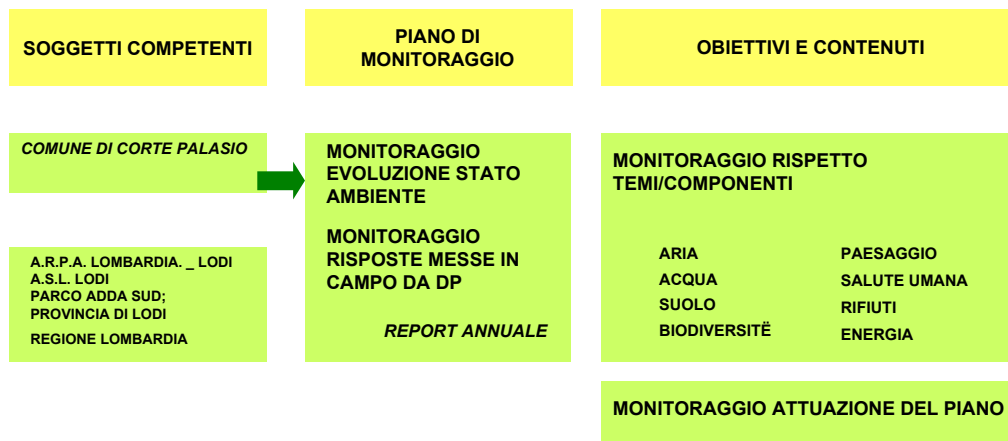 SOGGETTI COMPETENTI
PIANO DI
MONITORAGGIO
OBIETTIVI E CONTENUTI
COMUNE DI CORTE PALASIO
A.R.P.A. LOMBARDIA. _ LODI
A.S.L. LODI
PARCO ADDA SUD;
PROVINCIA DI LODI
REGIONE LOMBARDIA
MONITORAGGIO
EVOLUZIONE STATO
AMBIENTE
MONITORAGGIO
RISPOSTE MESSE IN
CAMPO DA DP
REPORT ANNUALE
MONITORAGGIO RISPETTO
TEMI/COMPONENTI
ARIA
ACQUA
SUOLO
BIODIVERSITË
PAESAGGIO
SALUTE UMANA
RIFIUTI
ENERGIA
MONITORAGGIO ATTUAZIONE DEL PIANO